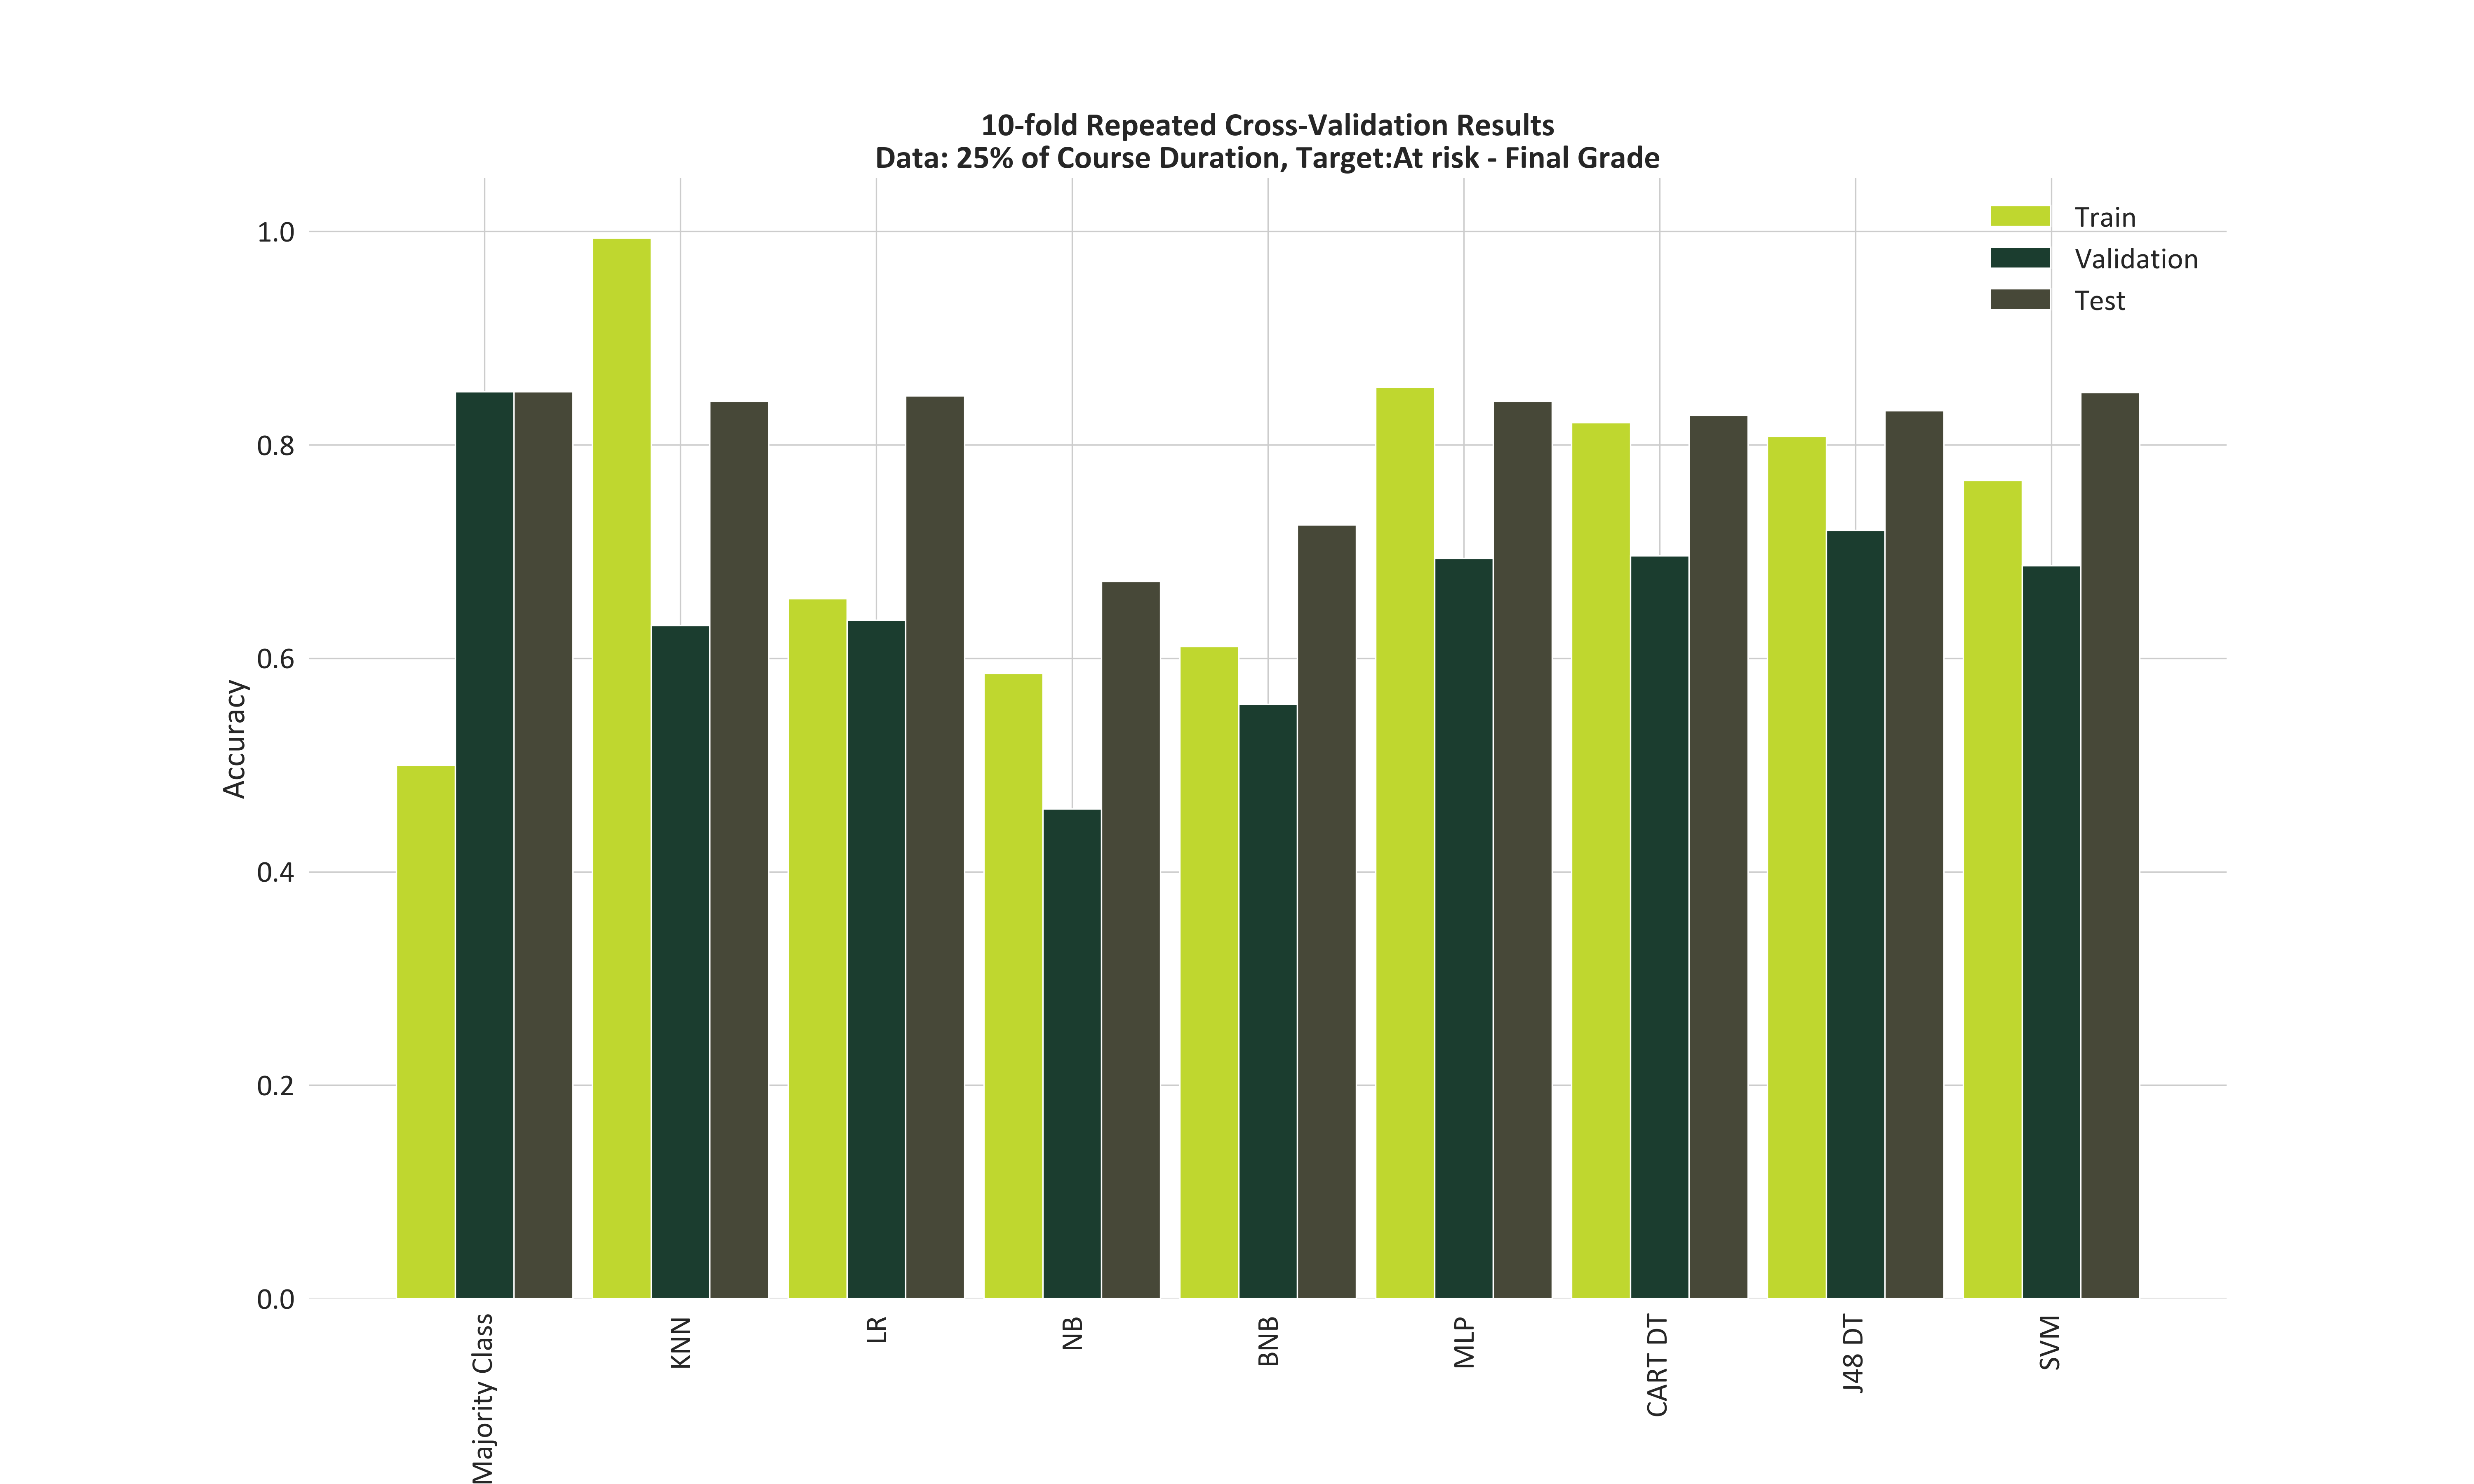 10-fold Repeated Cross-Validation Results
Data: 25% of Course Duration, Target:At risk - Final Grade
Train
Validation
Test
Accuracy
1.0
0.8
0.6
0.4
0.2
0.0
Majority Class
KNN
LR
NB
BNB
MLP
CART DT
J48 DT
SVM